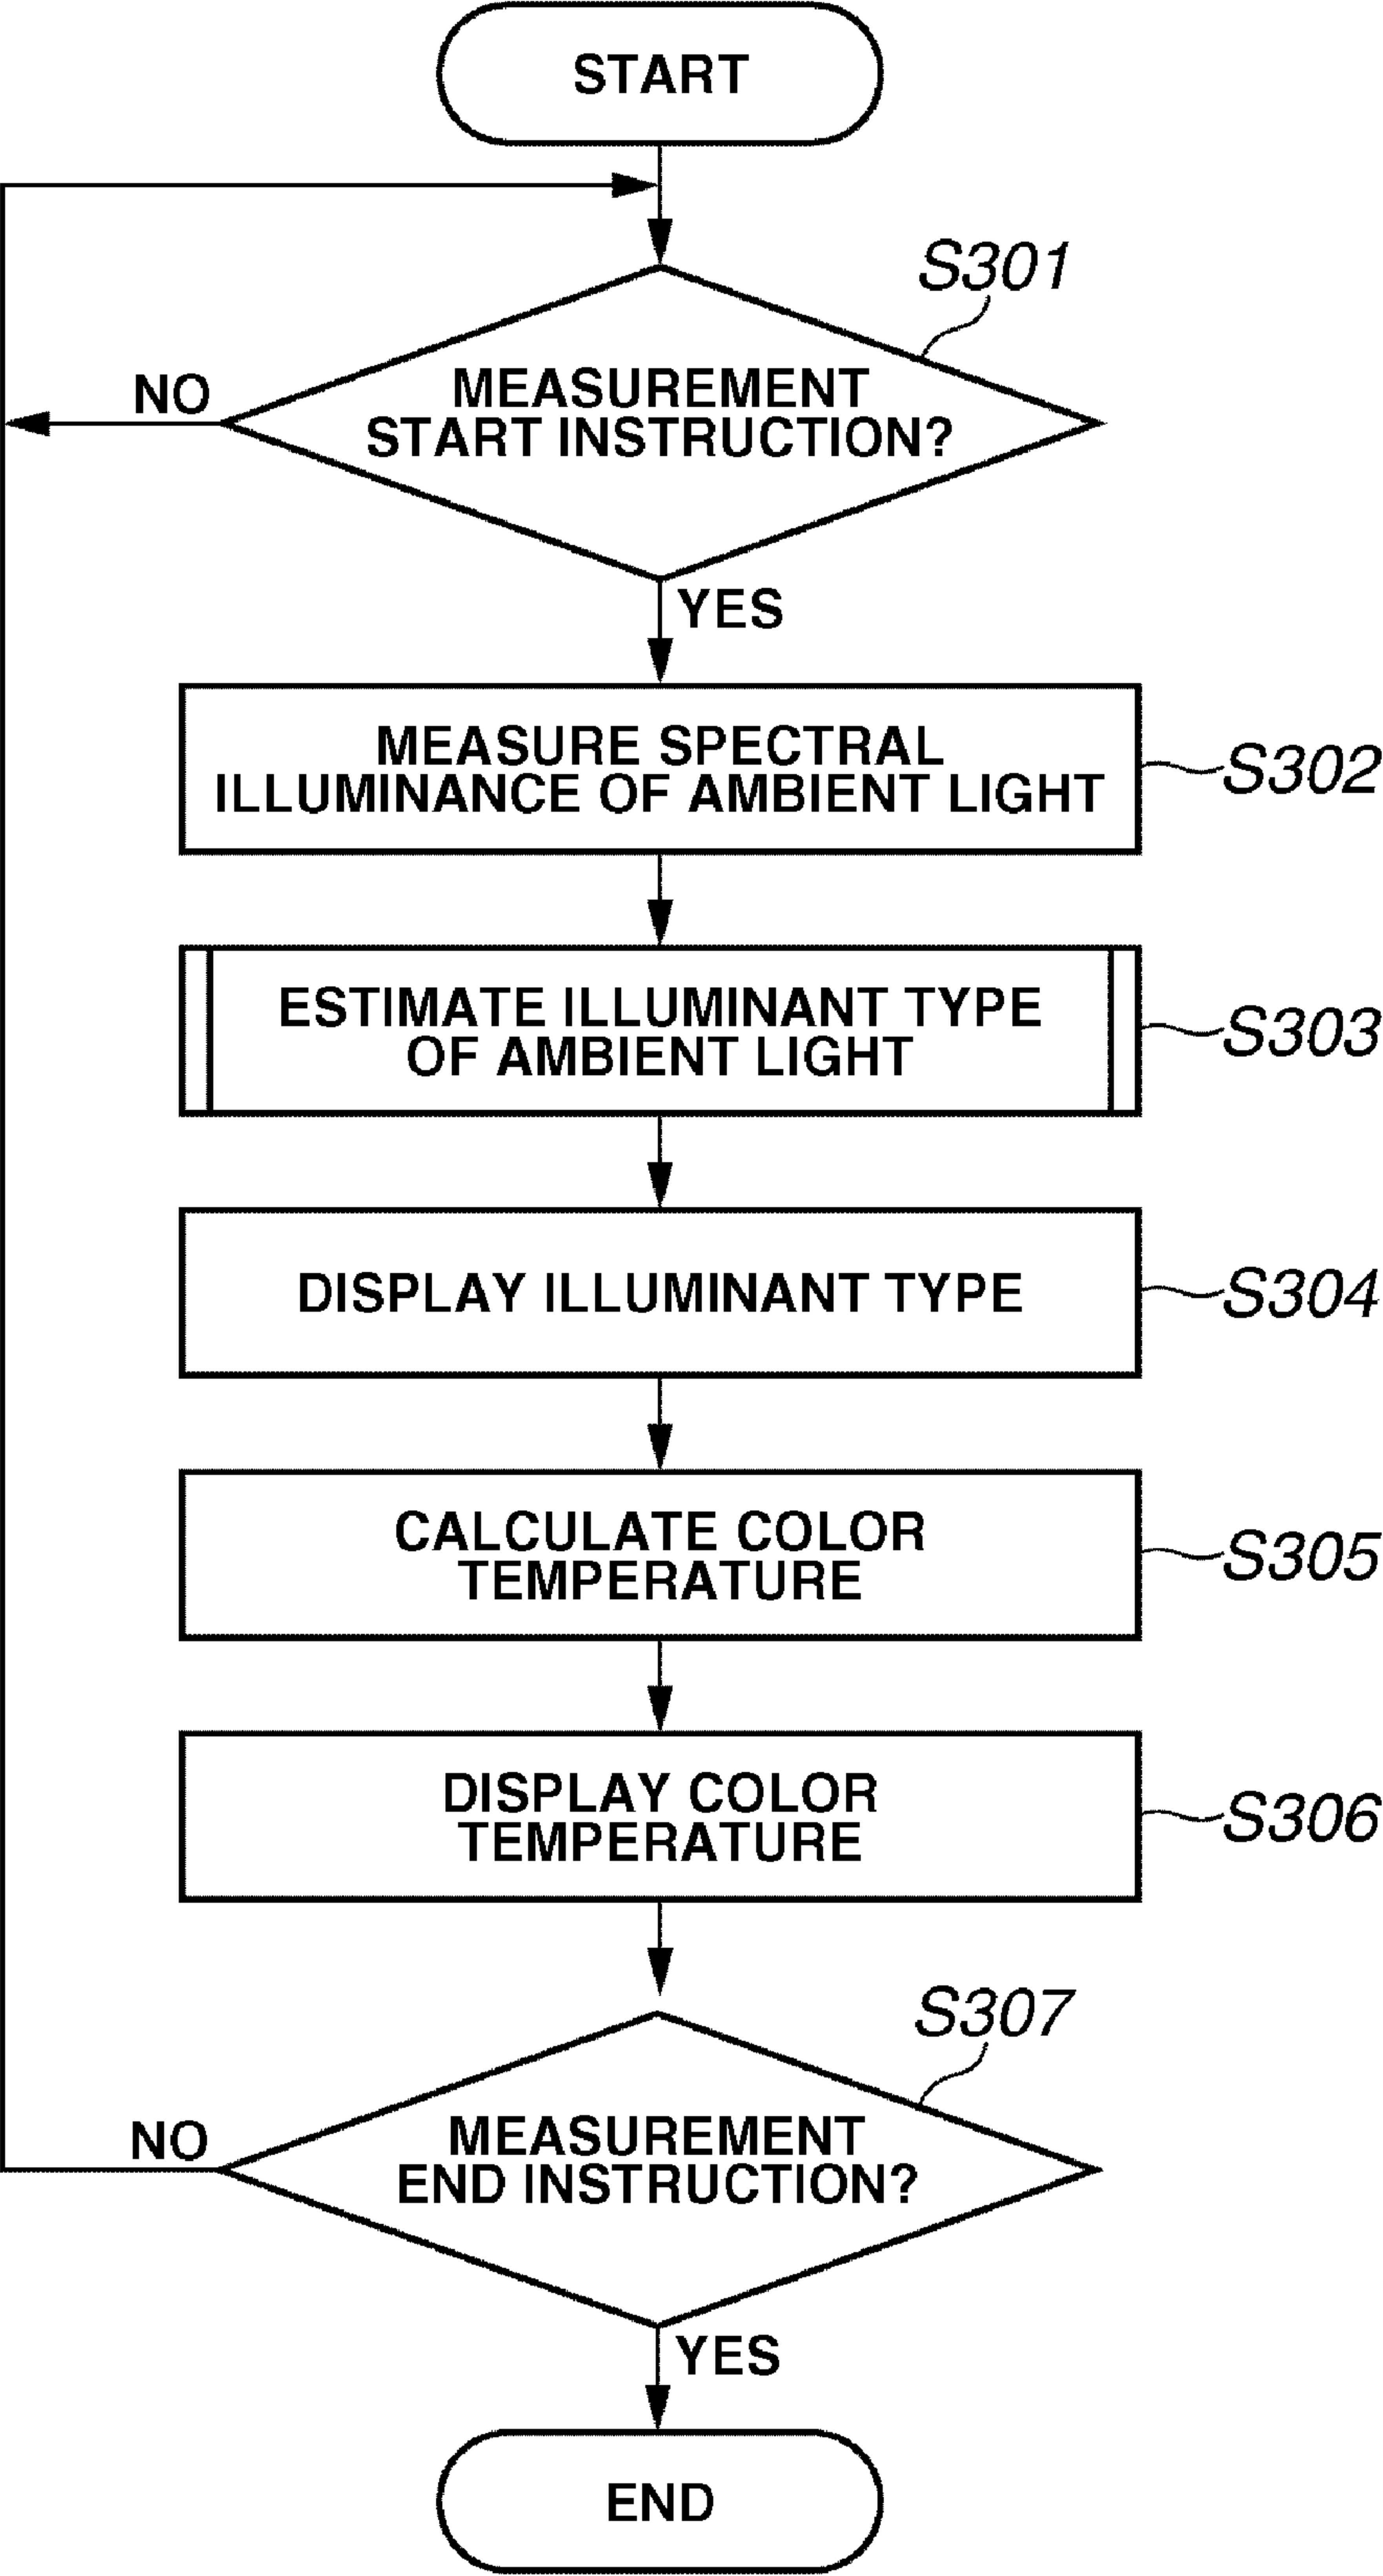 START
S301
MEASUREMENT
START INSTRUCTION?
NO
YES
MEASURE SPECTRAL
ILLUMINANCE OF AMBIENT LIGHT
S302
ESTIMATE ILLUMINANT TYPE
OF AMBIENT LIGHT
S303
DISPLAY ILLUMINANT TYPE
S304
CALCULATE COLOR
TEMPERATURE
S305
DISPLAY COLOR
TEMPERATURE
S306
S307
MEASUREMENT
END INSTRUCTION?
NO
YES
END